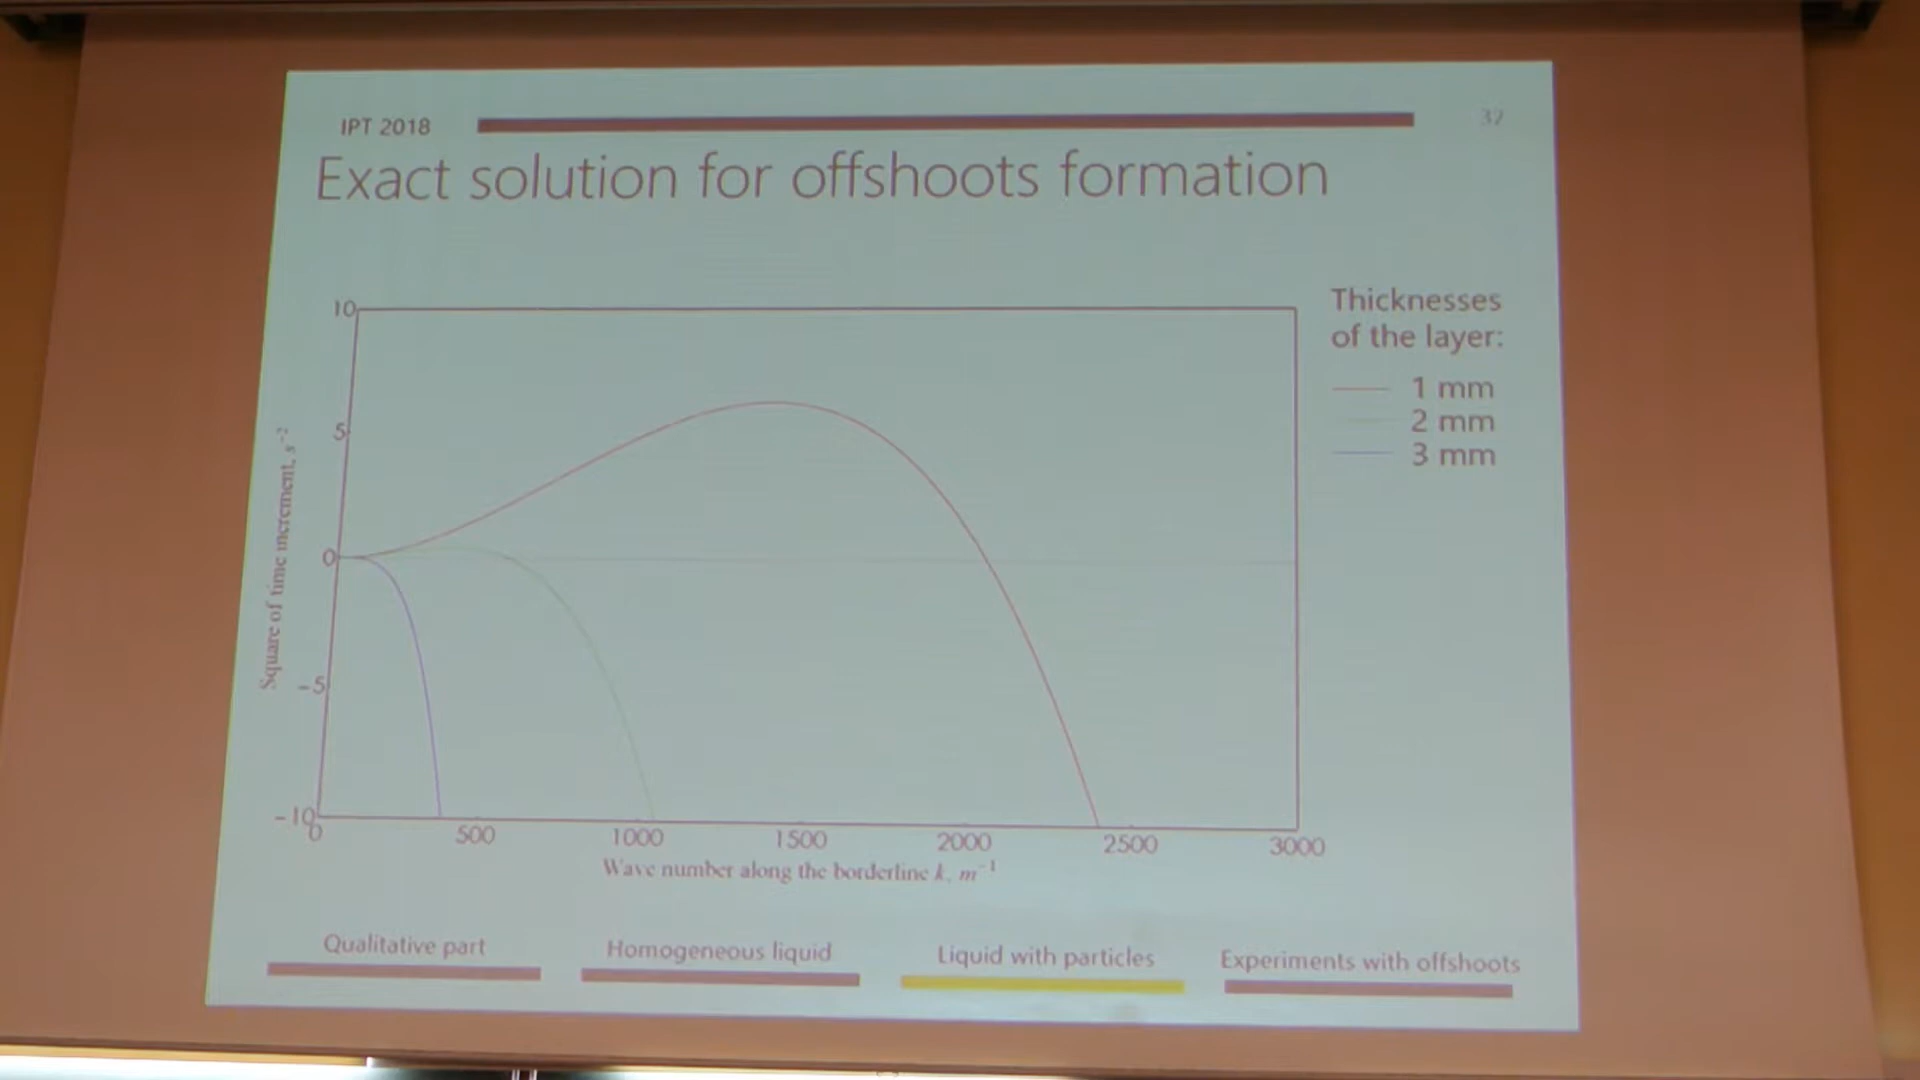 IPT 2018
32
Exact solution for offshoots formation
Thicknesses
of the layer:
1 mm
2 mm
3 mm
10
5
0
-5
-10
Square of time increment, s⁻²
0
500
1000
1500
2000
2500
3000
Wave number along the borderline k, m⁻¹
Qualitative part
Homogeneous liquid
Liquid with particles
Experiments with offshoots